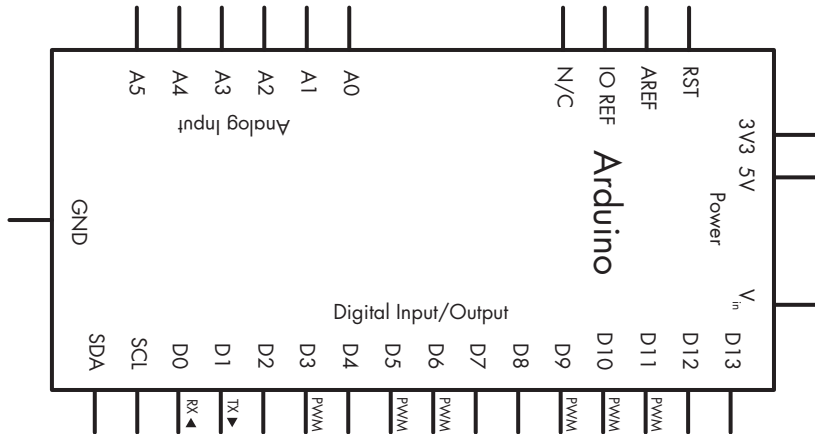 A5
A4
A3
A2
A1
A0
N/C
IO REF
AREF
RST
Analog Input
3V3
5V
Power
Arduino
GND
V in
Digital Input/Output
SDA
SCL
D0
D1
D2
D3
D4
D5
D6
D7
D8
D9
D10
D11
D12
D13
RX ◀
TX ▶
PWM
PWM
PWM
PWM
PWM
PWM